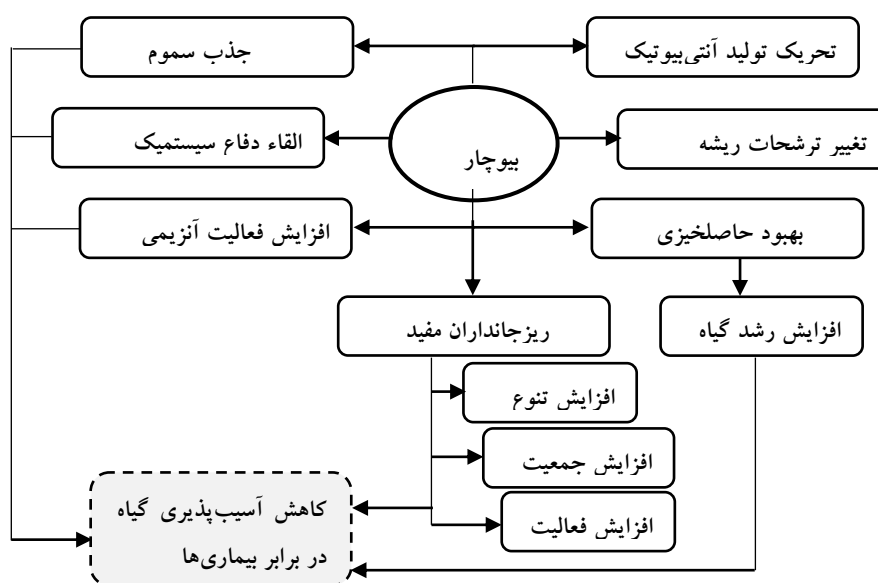 تحریک تولید آنتی‌بیوتیک
جذب سموم
تغییر ترشحات ریشه
بیوچار
القاء دفاع سیستمیک
بهبود حاصلخیزی
افزایش فعالیت آنزیمی
افزایش رشد گیاه
ریزجانداران مفید
افزایش تنوع
افزایش جمعیت
افزایش فعالیت
کاهش آسیب‌پذیری گیاه
در برابر بیماری‌ها